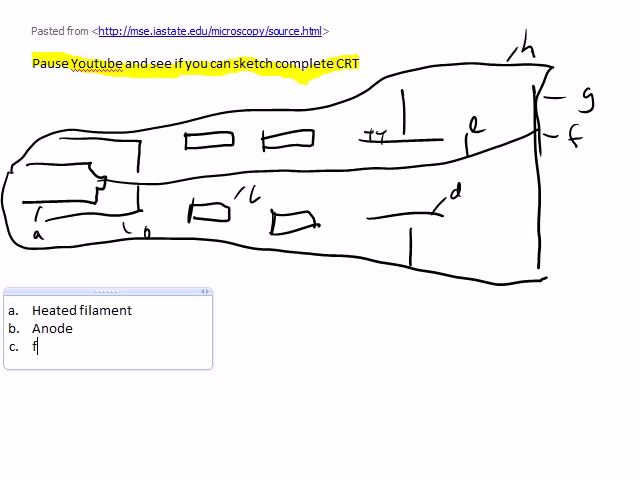 Pasted from <http://mse.iastate.edu/microscopy/source.html>
Pause Youtube and see if you can sketch complete CRT
h
g
f
e
d
a
b
a. Heated filament
b. Anode
c. f